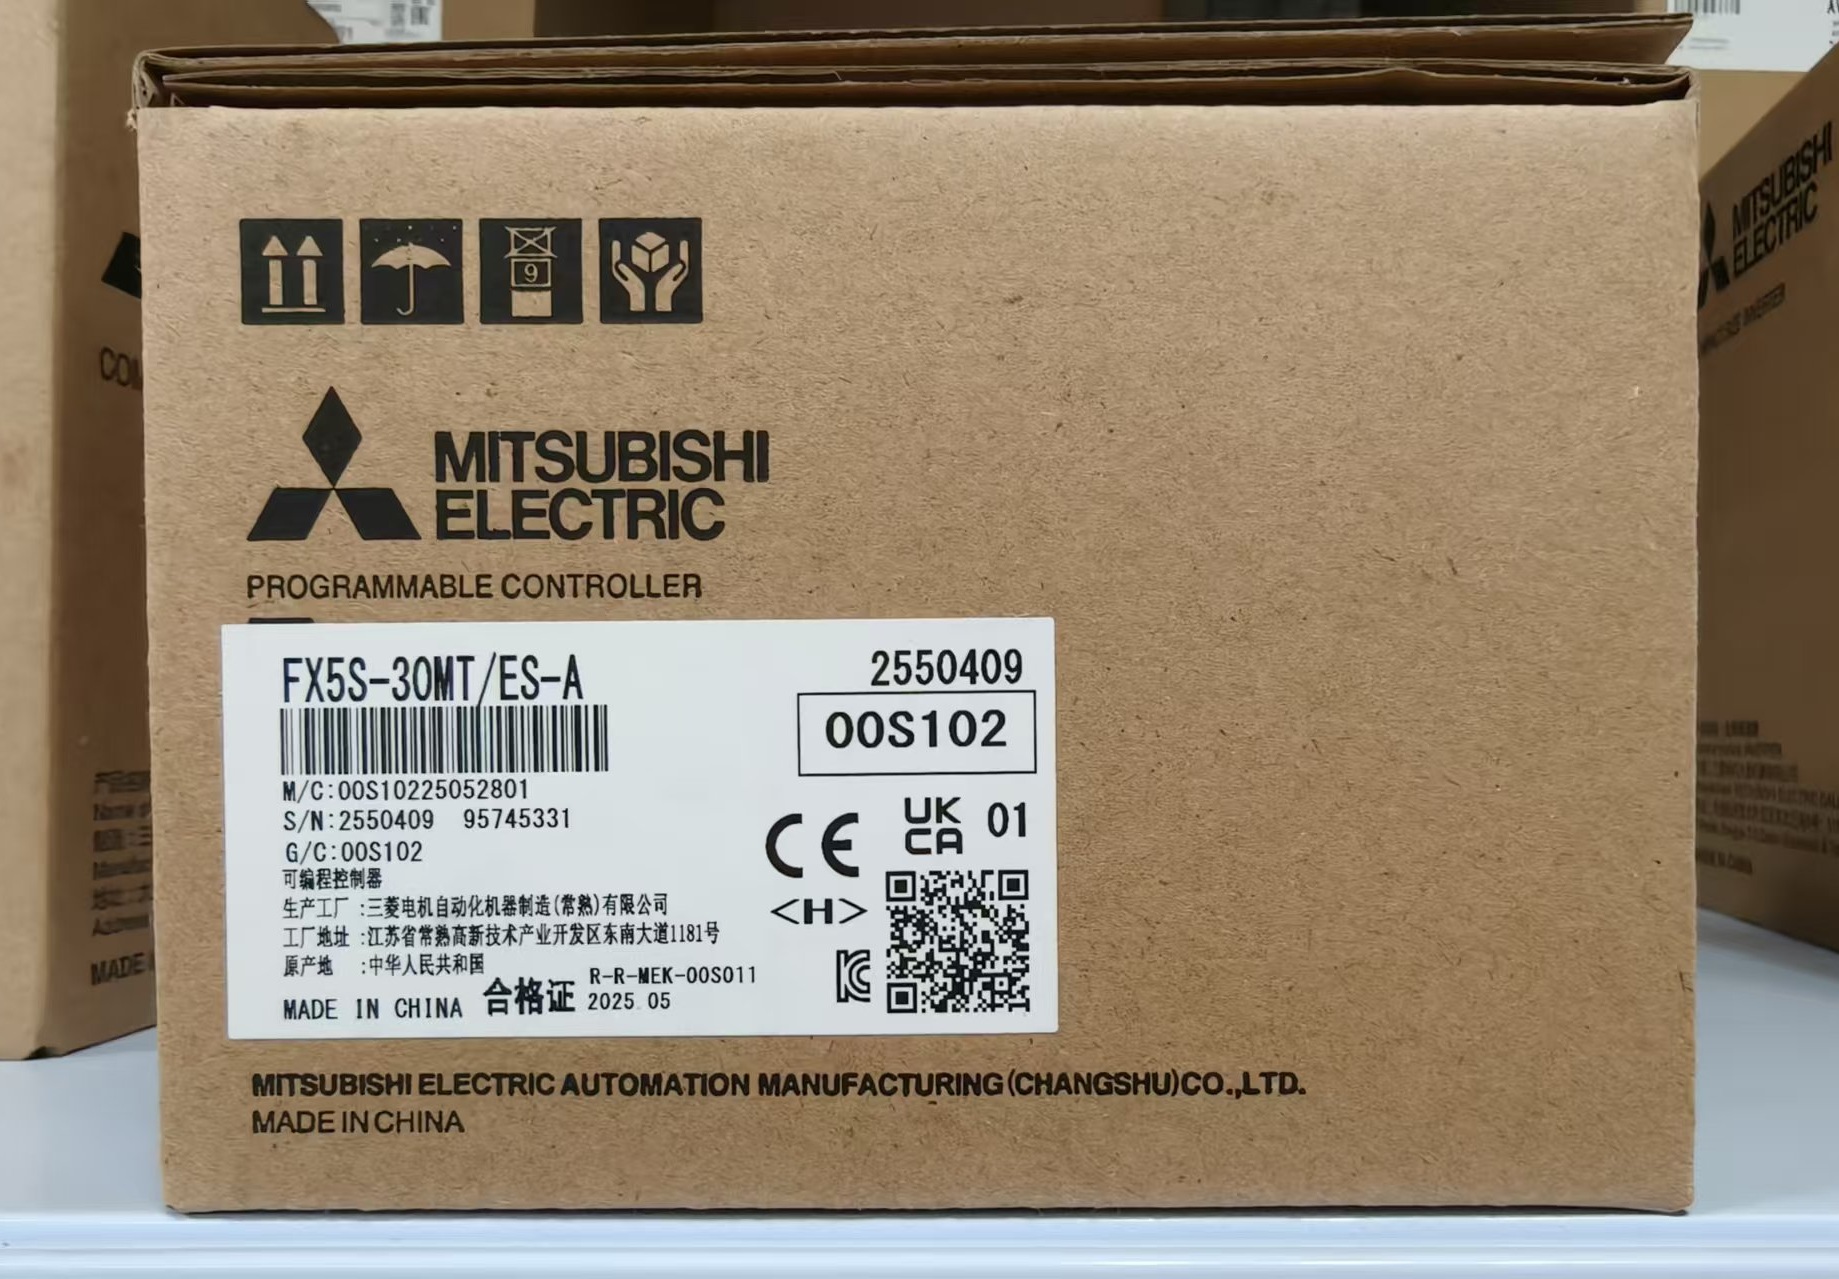 9
MITSUBISHI
ELECTRIC
PROGRAMMABLE CONTROLLER
FX5S-30MT/ES-A
2550409
00S102
M/C:00S10225052801
S/N:2550409 95745331
G/C:00S102
可编程控制器
生产工厂 :三菱电机自动化机器制造(常熟)有限公司
工厂地址 :江苏省常熟高新技术产业开发区东南大道1181号
原产地 :中华人民共和国
MADE IN CHINA 合格证
R-R-MEK-00S011
2025.05
CE
UK
CA
01
<H>
MITSUBISHI ELECTRIC AUTOMATION MANUFACTURING(CHANGSHU)CO.,LTD.
MADE IN CHINA
MITSUBISHI
ELECTRIC
MADE